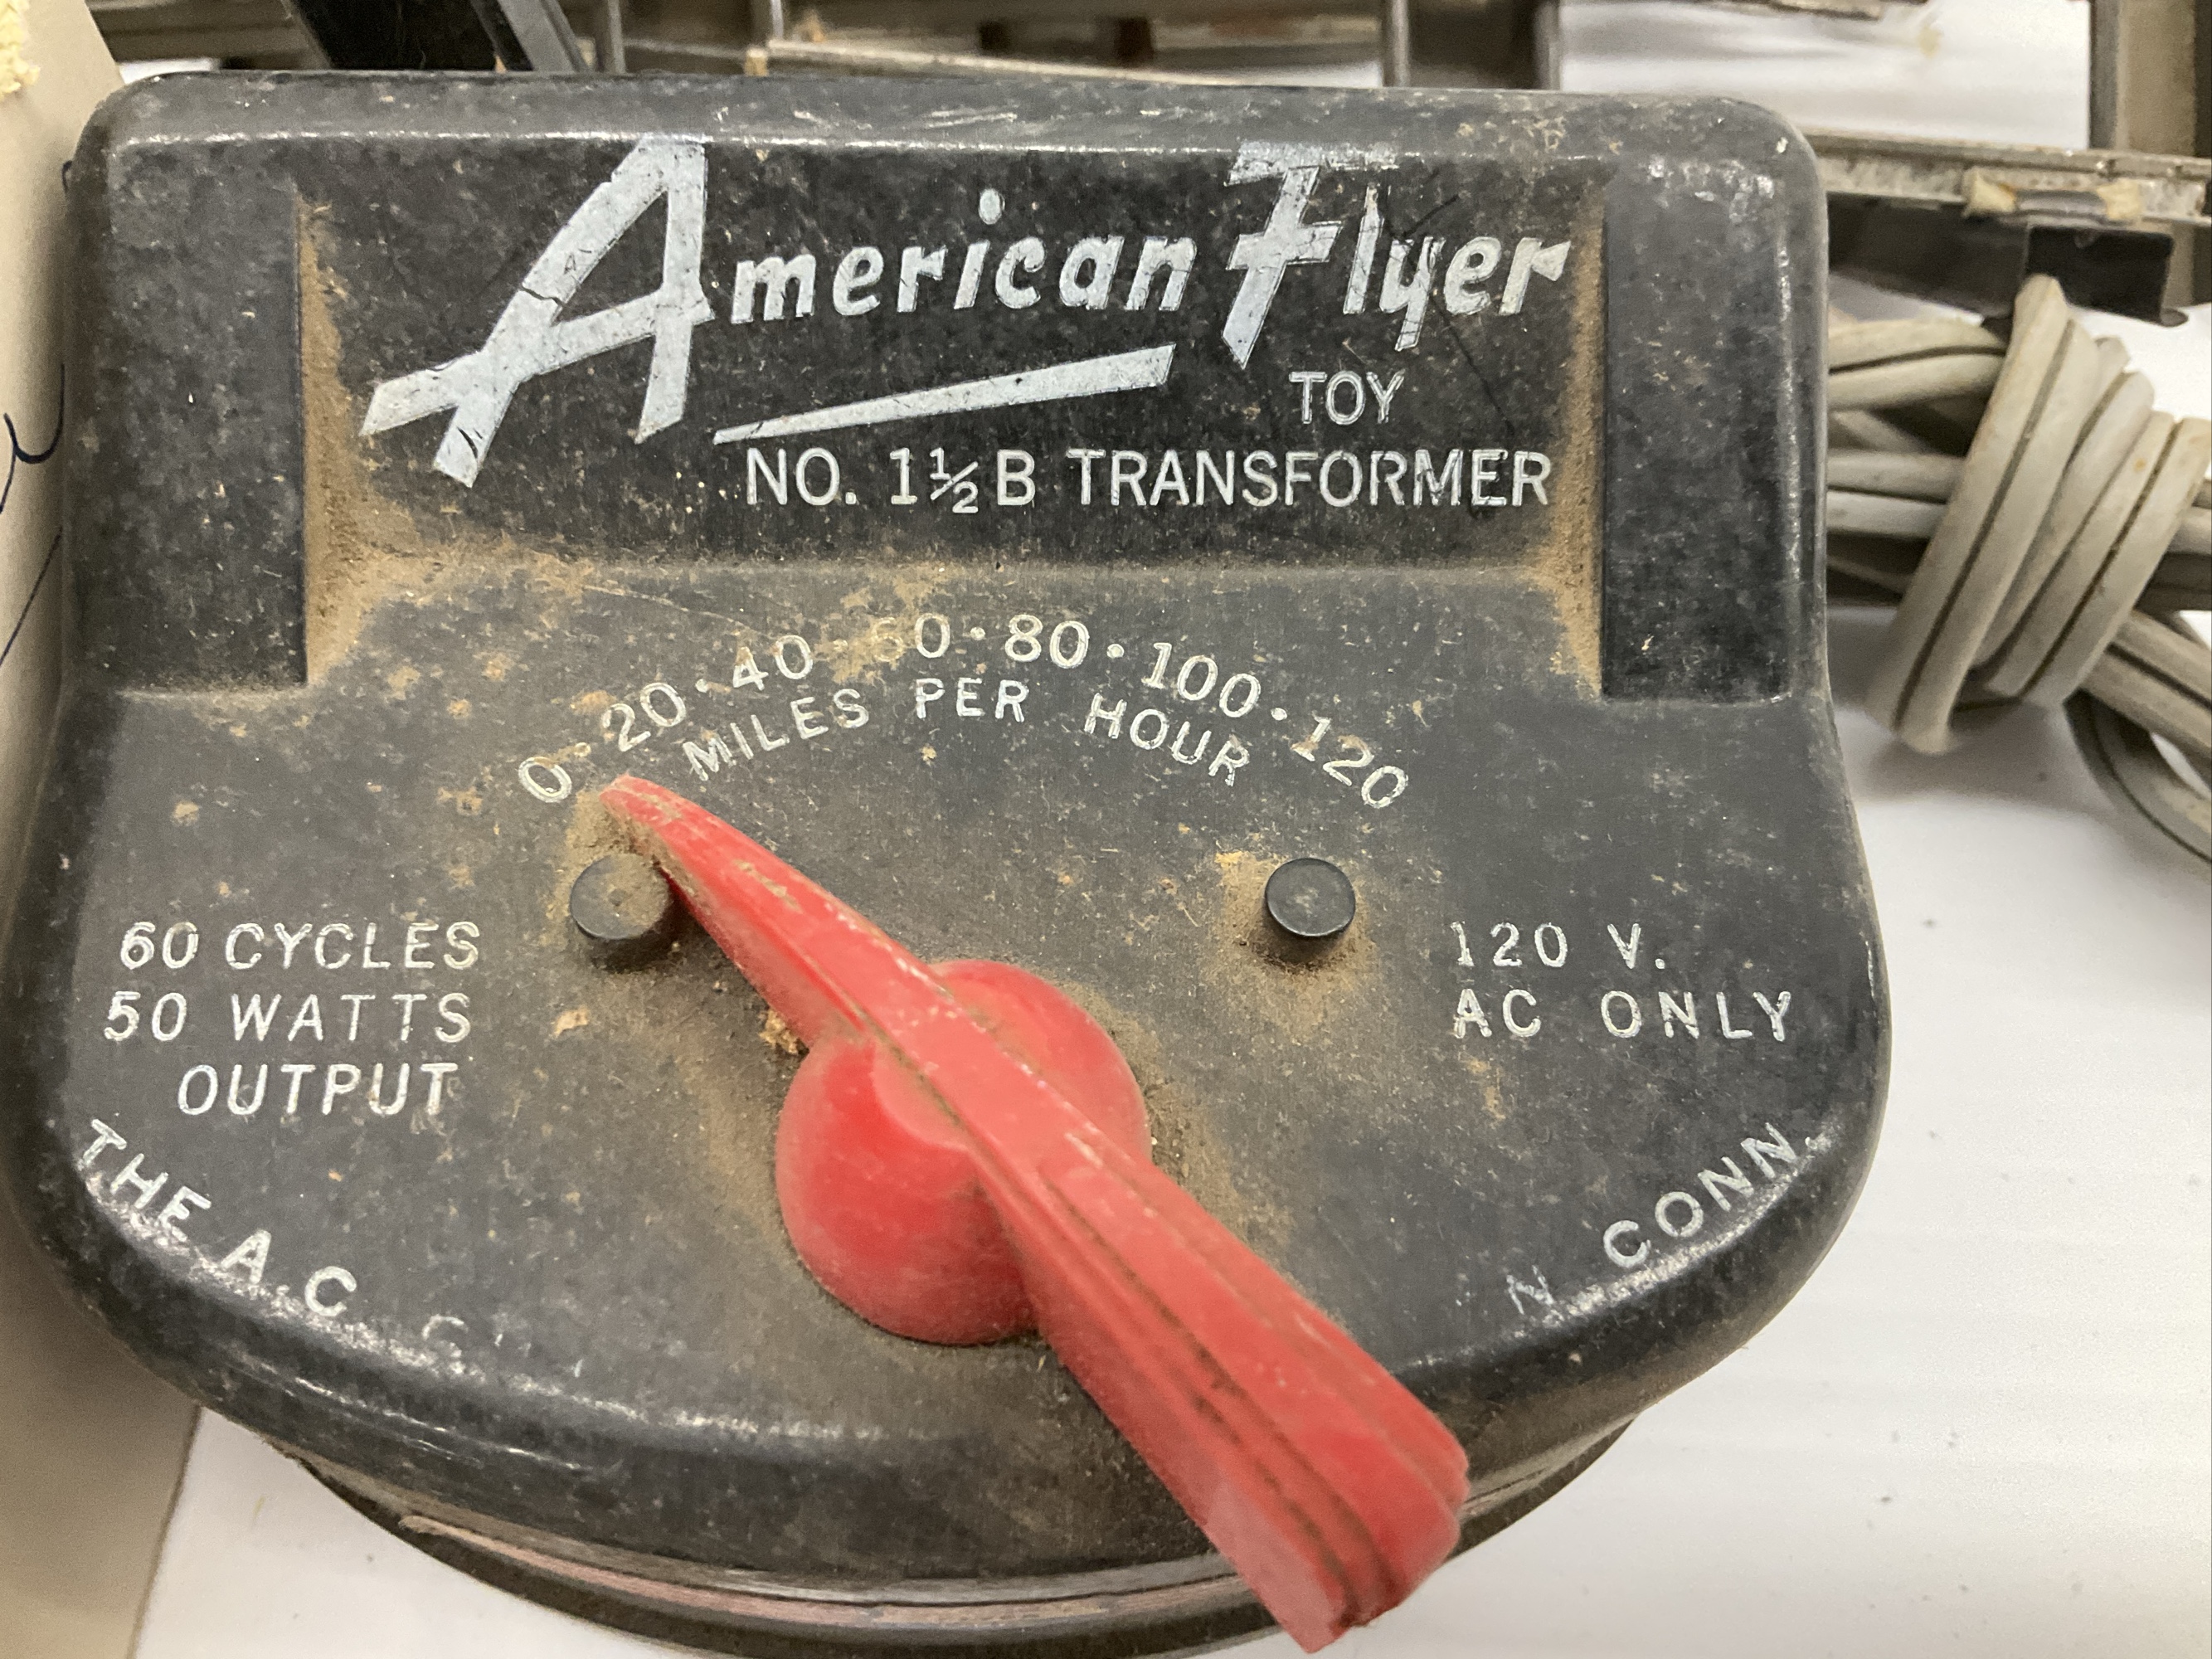 American Flyer
TOY
NO. 1½B TRANSFORMER
0·20·40·60·80·100·120
MILES PER HOUR
60 CYCLES
50 WATTS
OUTPUT
120 V.
AC ONLY
THE A.C.
CONN.